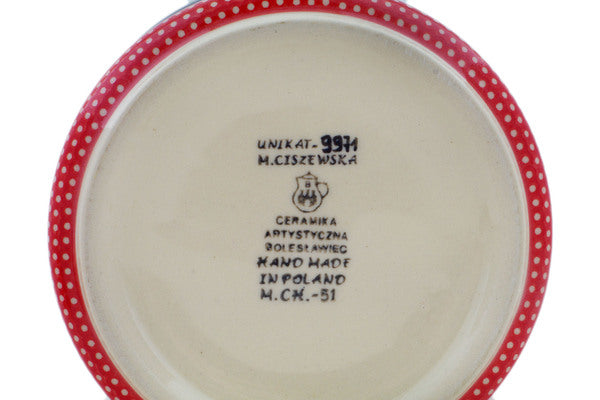 UNIKAT-9971
M.CISZEWSKA
CERAMIKA
ARTYSTYCZNA
BOLESŁAWIEC
HAND MADE
IN POLAND
M.CH.-51